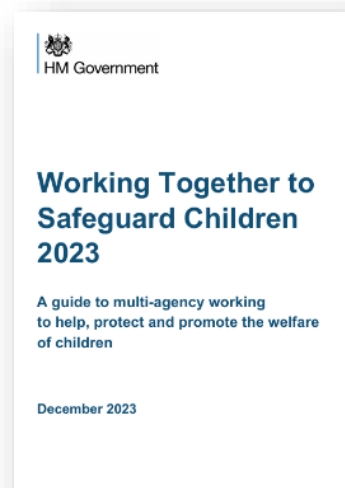 HM Government
Working Together to
Safeguard Children
2023
A guide to multi-agency working
to help, protect and promote the welfare
of children
December 2023